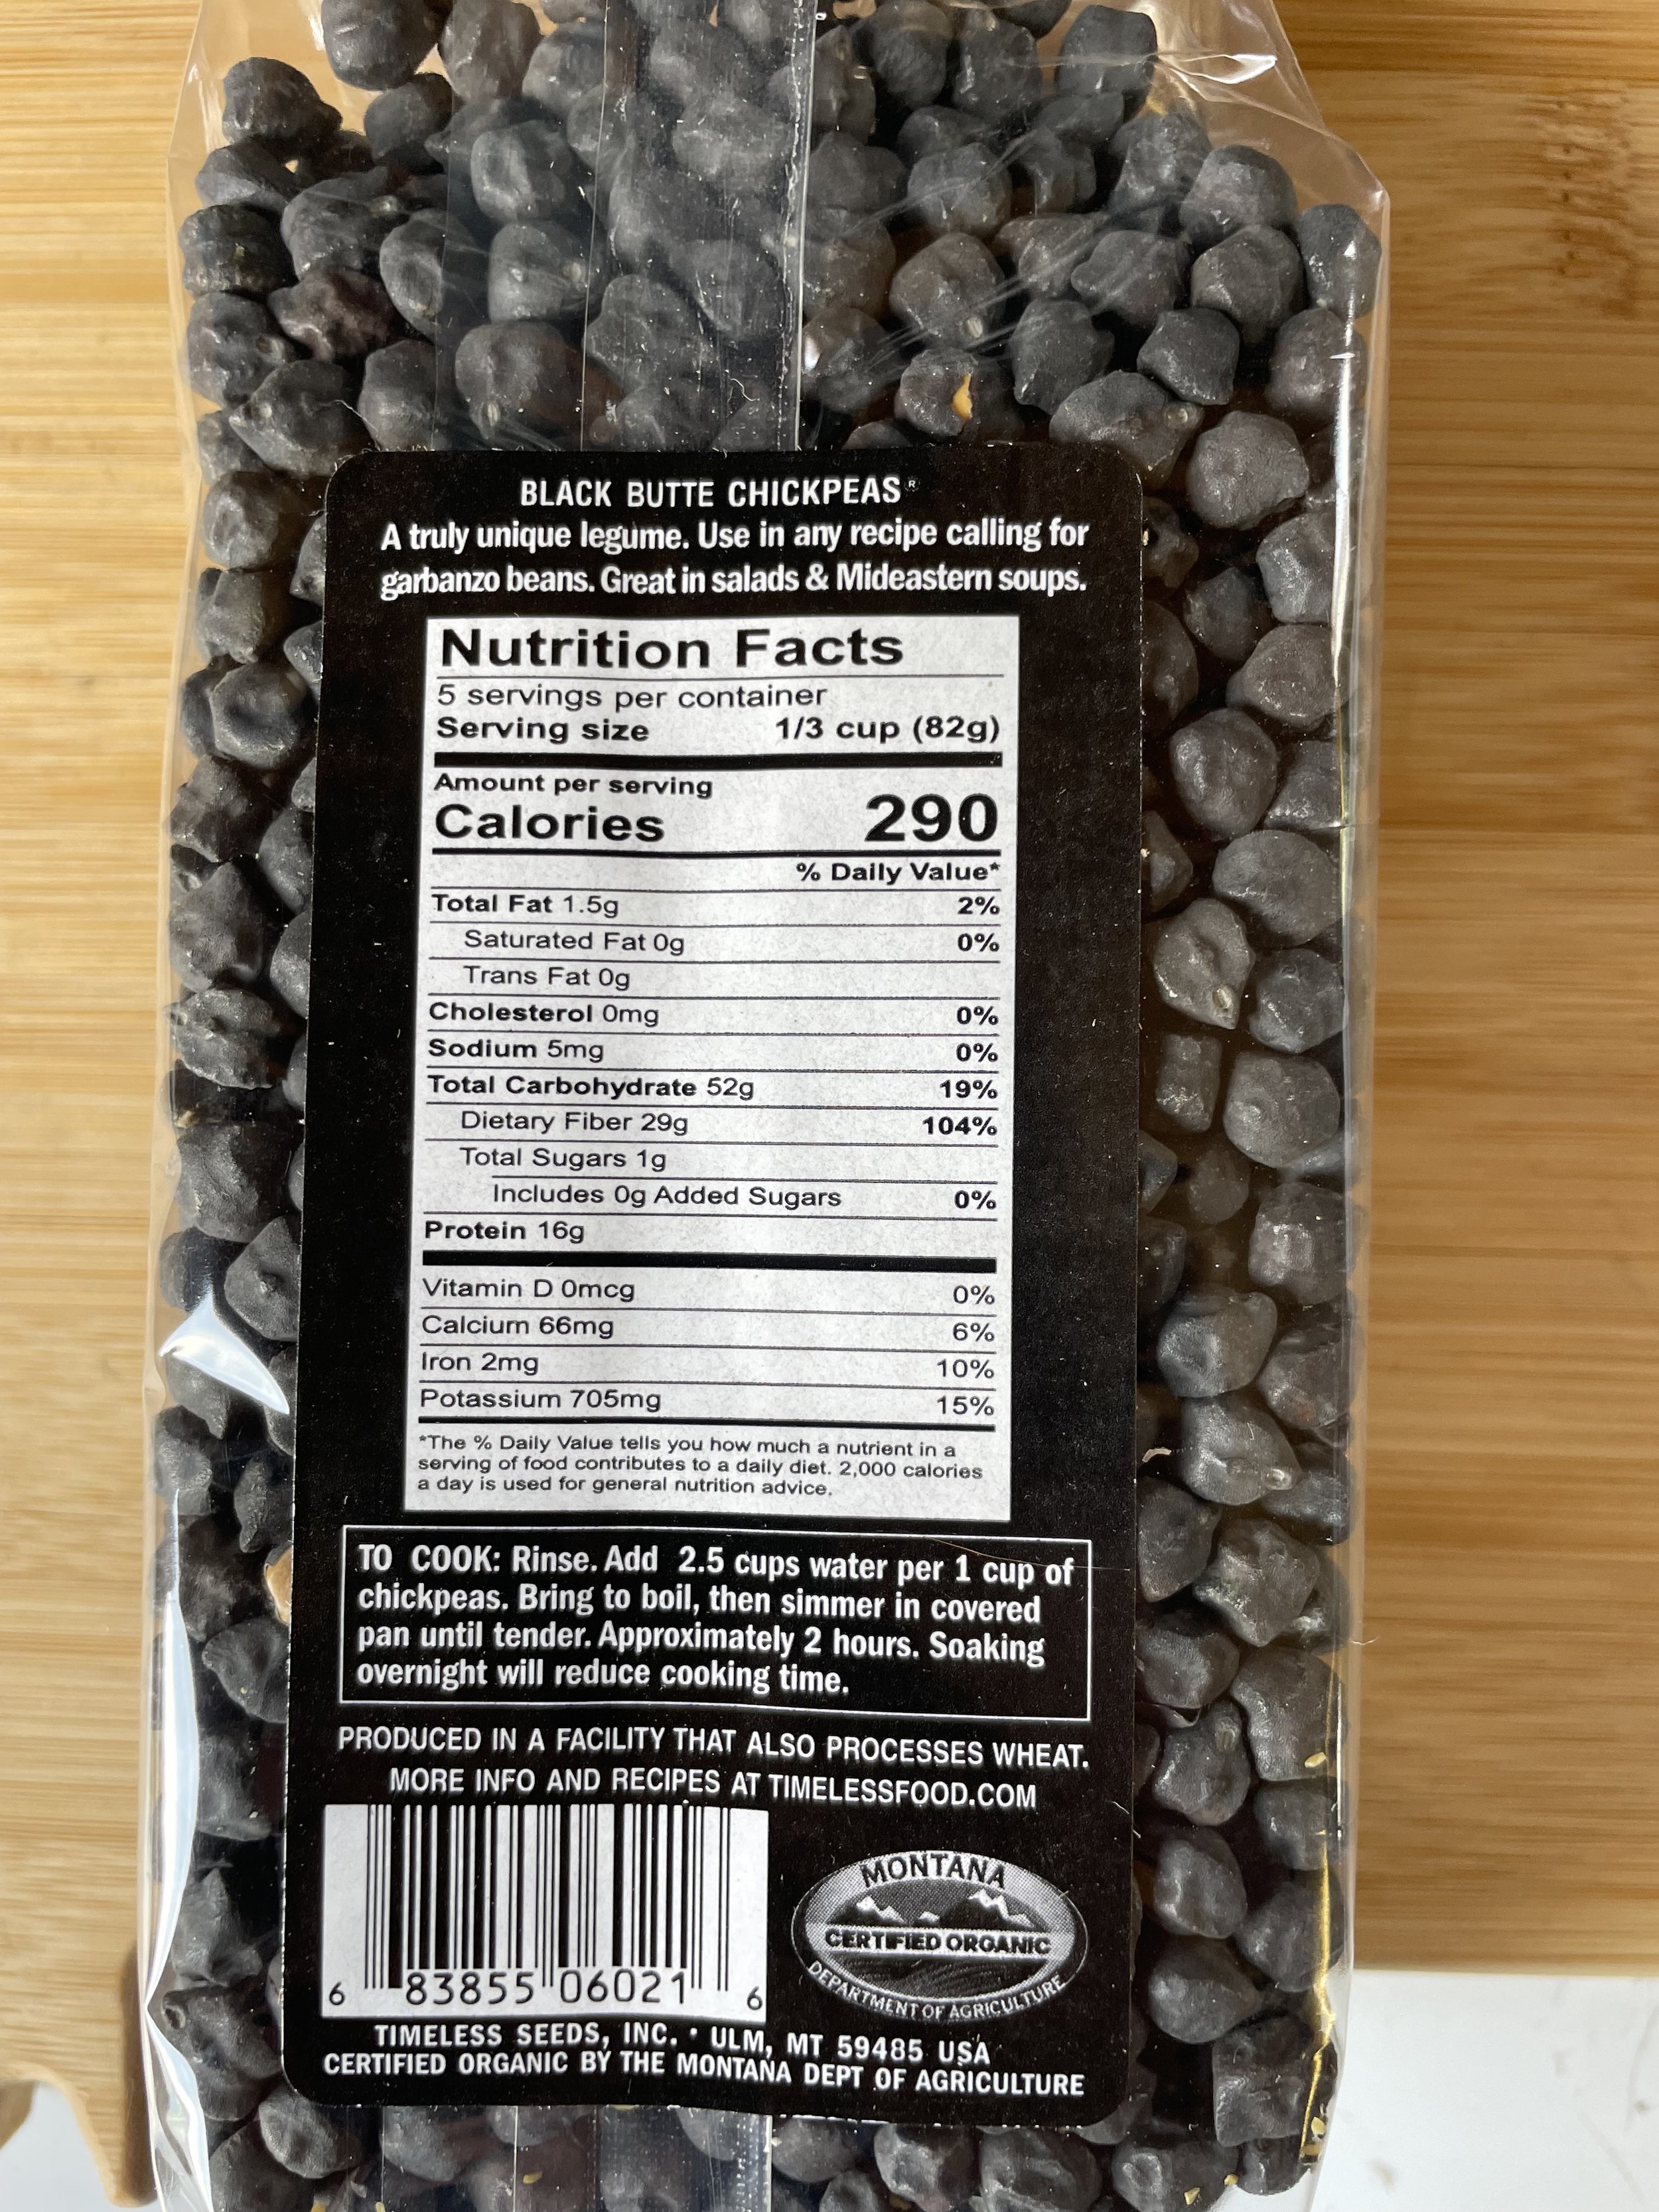 BLACK BUTTE CHICKPEAS®
A truly unique legume. Use in any recipe calling for
garbanzo beans. Great in salads & Mideastern soups.
Nutrition Facts
5 servings per container
Serving size 1/3 cup (82g)
Amount per serving
Calories 290
% Daily Value*
Total Fat 1.5g 2%
Saturated Fat 0g 0%
Trans Fat 0g
Cholesterol 0mg 0%
Sodium 5mg 0%
Total Carbohydrate 52g 19%
Dietary Fiber 29g 104%
Total Sugars 1g
Includes 0g Added Sugars 0%
Protein 16g
Vitamin D 0mcg 0%
Calcium 66mg 6%
Iron 2mg 10%
Potassium 705mg 15%
*The % Daily Value tells you how much a nutrient in a
serving of food contributes to a daily diet. 2,000 calories
a day is used for general nutrition advice.
TO COOK: Rinse. Add 2.5 cups water per 1 cup of
chickpeas. Bring to boil, then simmer in covered
pan until tender. Approximately 2 hours. Soaking
overnight will reduce cooking time.
PRODUCED IN A FACILITY THAT ALSO PROCESSES WHEAT.
MORE INFO AND RECIPES AT TIMELESSFOOD.COM
6 83855 06021 6
MONTANA
CERTIFIED ORGANIC
DEPARTMENT OF AGRICULTURE
TIMELESS SEEDS, INC. • ULM, MT 59485 USA
CERTIFIED ORGANIC BY THE MONTANA DEPT OF AGRICULTURE